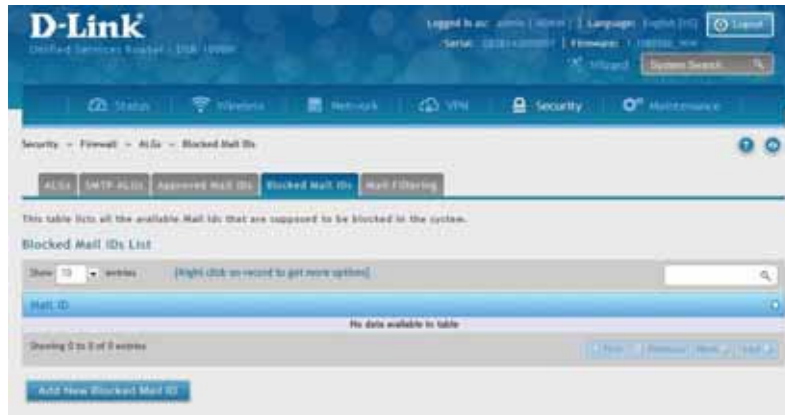 D-Link
Logged in as: admin ( ADMIN ) | Language: English [US]
Logout
Unified Services Router - DSR-1000N
Serial: | Firmware:
Wizard
System Search
Status
Wireless
Network
VPN
Security
Maintenance
Security » Firewall » ALGs » Blocked Mail IDs
ALGs
SMTP ALGs
Approved Mail IDs
Blocked Mail IDs
Mail Filtering
This table lists all the available Mail Ids that are supposed to be blocked in the system.
Blocked Mail IDs List
Show 10 entries
[Right click on record to get more options]
Mail ID
No data available in table
Showing 0 to 0 of 0 entries
First
Previous
Next
Last
Add New Blocked Mail ID